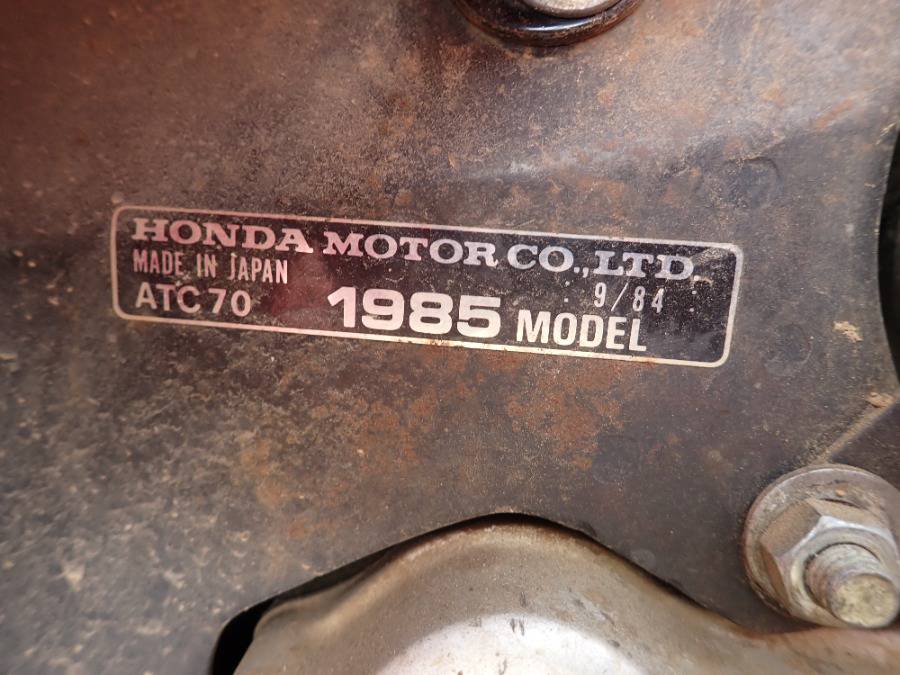 HONDA MOTOR CO., LTD.
MADE IN JAPAN 9/84
ATC70 1985 MODEL